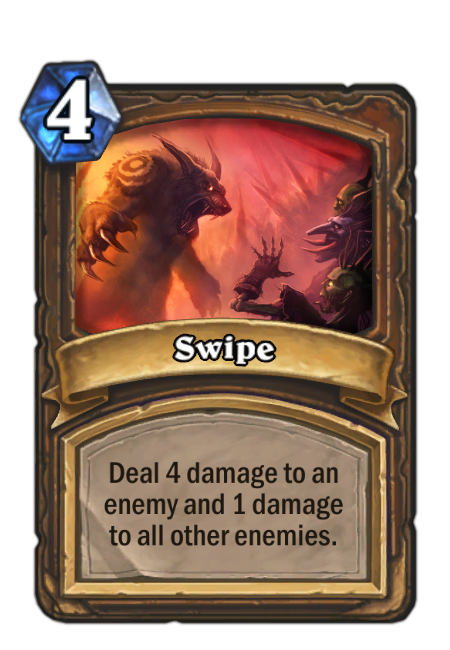 4
Swipe
Deal 4 damage to an
enemy and 1 damage
to all other enemies.